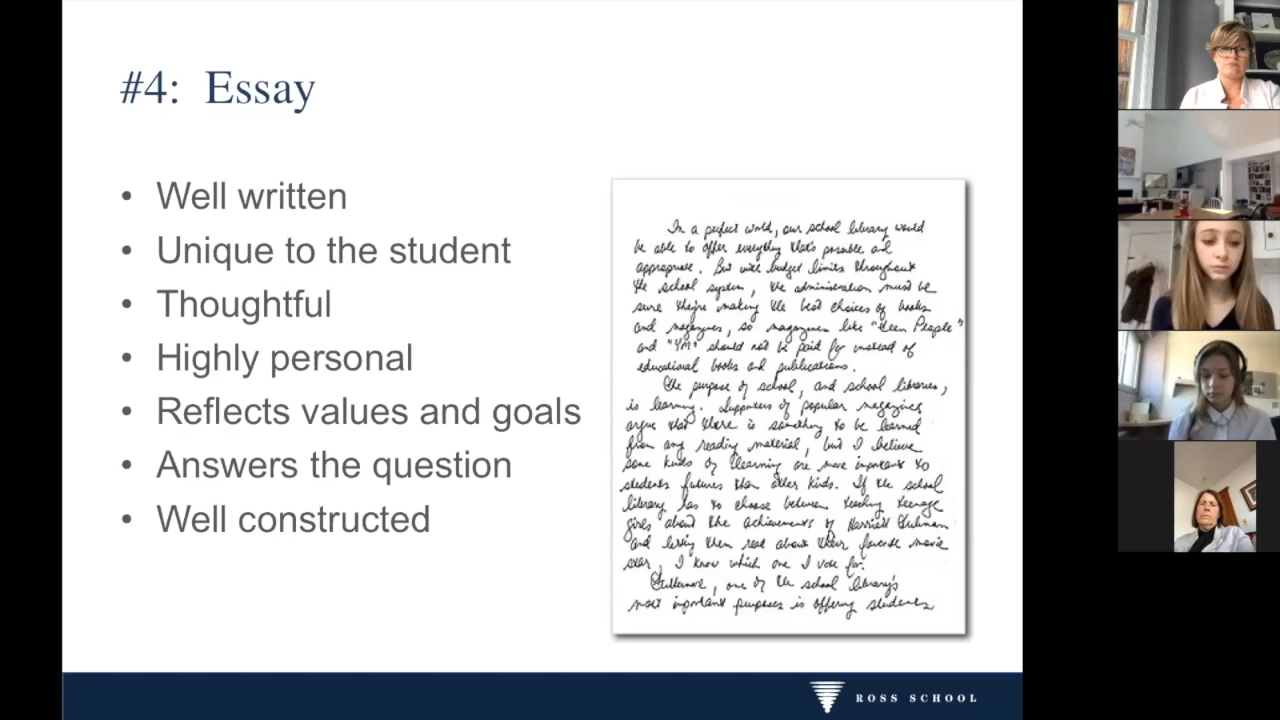 #4: Essay
• Well written
• Unique to the student
• Thoughtful
• Highly personal
• Reflects values and goals
• Answers the question
• Well constructed
In a perfect world, our school library would
be able to offer everything that's possible and
appropriate. But with budget limits throughout
the school system, the administration must be
sure they're making the best choices of books
and magazines, so magazines like "Teen People"
and "YM" should not be paid for instead of
educational books and publications.
The purpose of school, and school libraries,
is learning. Supporters of popular magazines
argue that there is something to be learned
from any reading material, but I believe
some kinds of learning are more important to
students futures than other kinds. If the school
library has to choose between teaching teenage
girls about the achievements of Harriet Tubman
and letting them read about their favorite movie
star, I know which one I vote for.
Furthermore, one of the school library's
most important purposes is offering students
ROSS SCHOOL